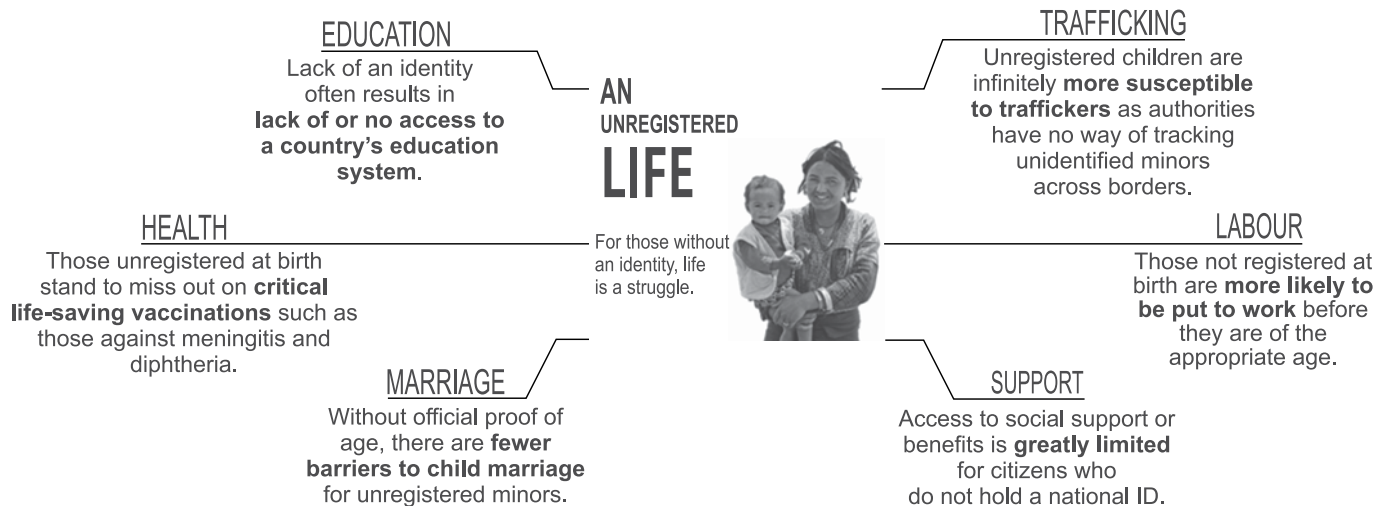 AN
UNREGISTERED
LIFE
For those without
an identity, life
is a struggle.
EDUCATION
Lack of an identity
often results in
lack of or no access to
a country's education
system.
HEALTH
Those unregistered at birth
stand to miss out on critical
life-saving vaccinations such as
those against meningitis and
diphtheria.
MARRIAGE
Without official proof of
age, there are fewer
barriers to child marriage
for unregistered minors.
TRAFFICKING
Unregistered children are
infinitely more susceptible
to traffickers as authorities
have no way of tracking
unidentified minors
across borders.
LABOUR
Those not registered at
birth are more likely to
be put to work before
they are of the
appropriate age.
SUPPORT
Access to social support or
benefits is greatly limited
for citizens who
do not hold a national ID.